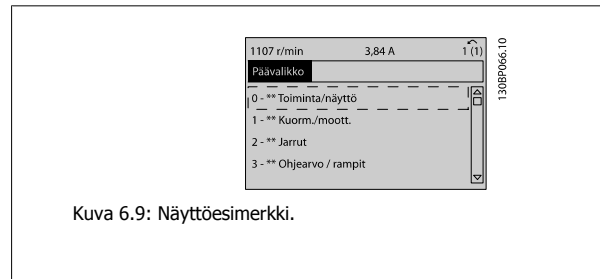 1107 r/min 3,84 A 1 (1)
Päävalikko
0 - ** Toiminta/näyttö
1 - ** Kuorm./moott.
2 - ** Jarrut
3 - ** Ohjearvo / rampit
130BP066.10
Kuva 6.9: Näyttöesimerkki.